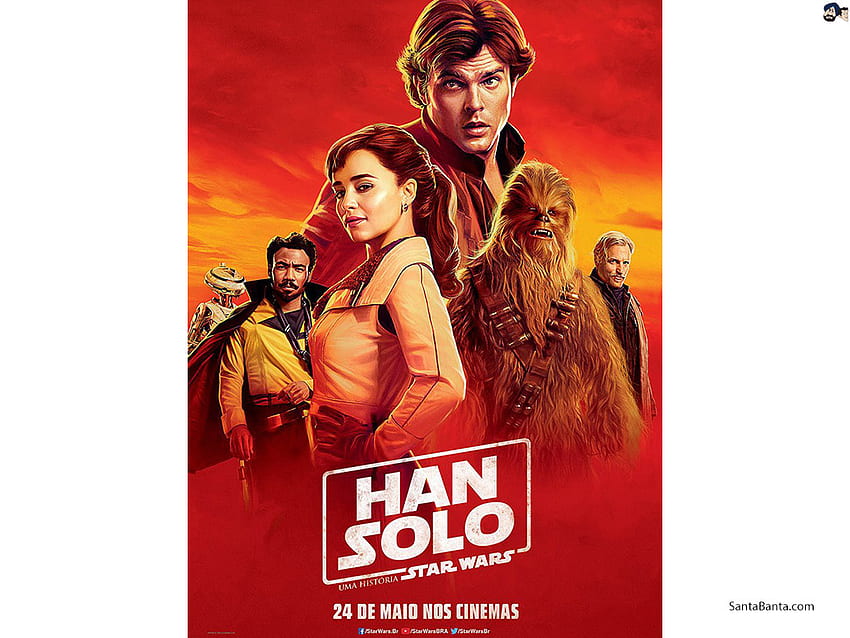 HAN
SOLO
UMA HISTÓRIA STAR WARS
24 DE MAIO NOS CINEMAS
/StarWars.Br /StarWarsBRA /StarWarsBr
SantaBanta.com